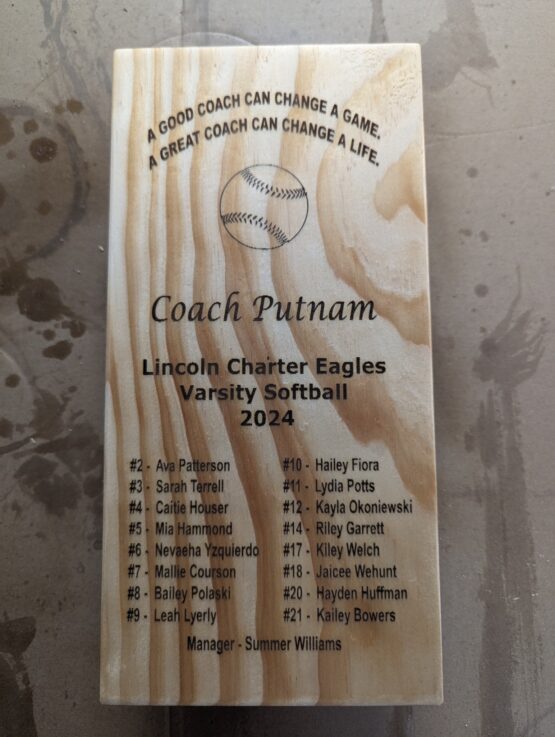 A GOOD COACH CAN CHANGE A GAME.
A GREAT COACH CAN CHANGE A LIFE.
Coach Putnam
Lincoln Charter Eagles
Varsity Softball
2024
#2 - Ava Patterson
#3 - Sarah Terrell
#4 - Caitie Houser
#5 - Mia Hammond
#6 - Nevaeha Yzquierdo
#7 - Mallie Courson
#8 - Bailey Polaski
#9 - Leah Lyerly
#10 - Hailey Fiora
#11 - Lydia Potts
#12 - Kayla Okoniewski
#14 - Riley Garrett
#17 - Kiley Welch
#18 - Jaicee Wehunt
#20 - Hayden Huffman
#21 - Kailey Bowers
Manager - Summer Williams